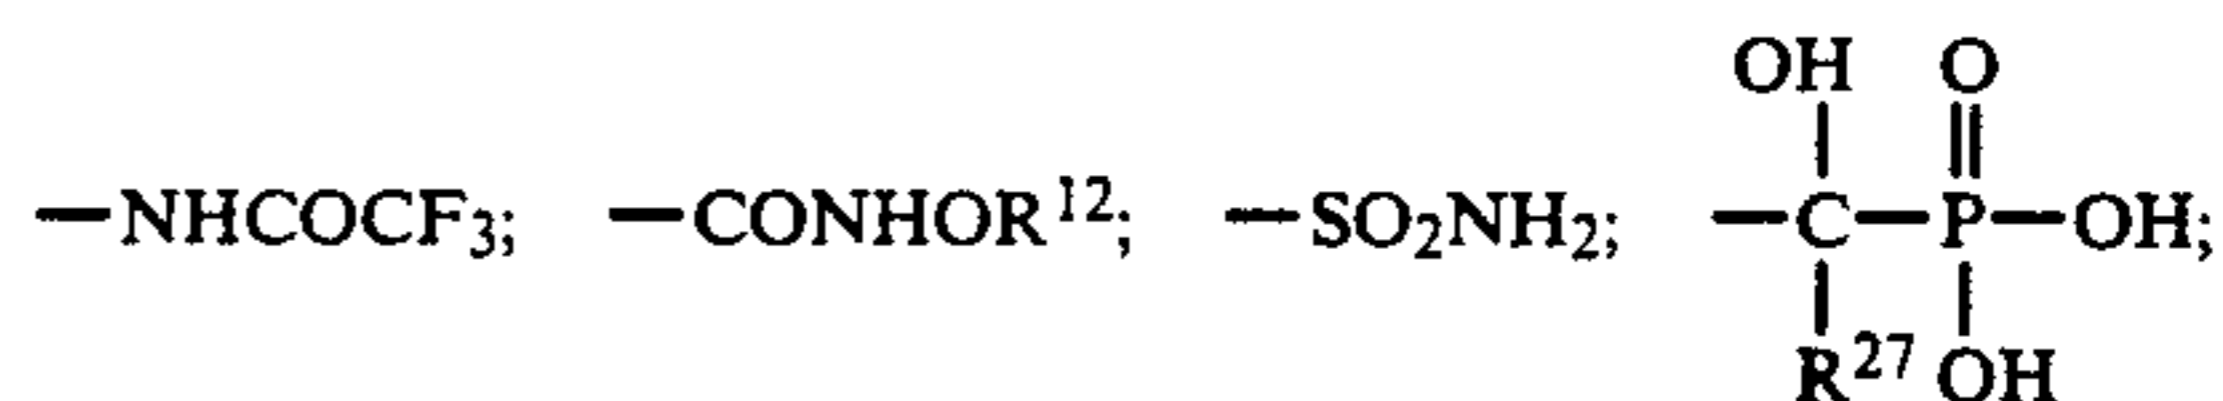 OH O
—NHCOCF₃; —CONHOR¹²; —SO₂NH₂; —C—P—OH;
R²⁷ OH